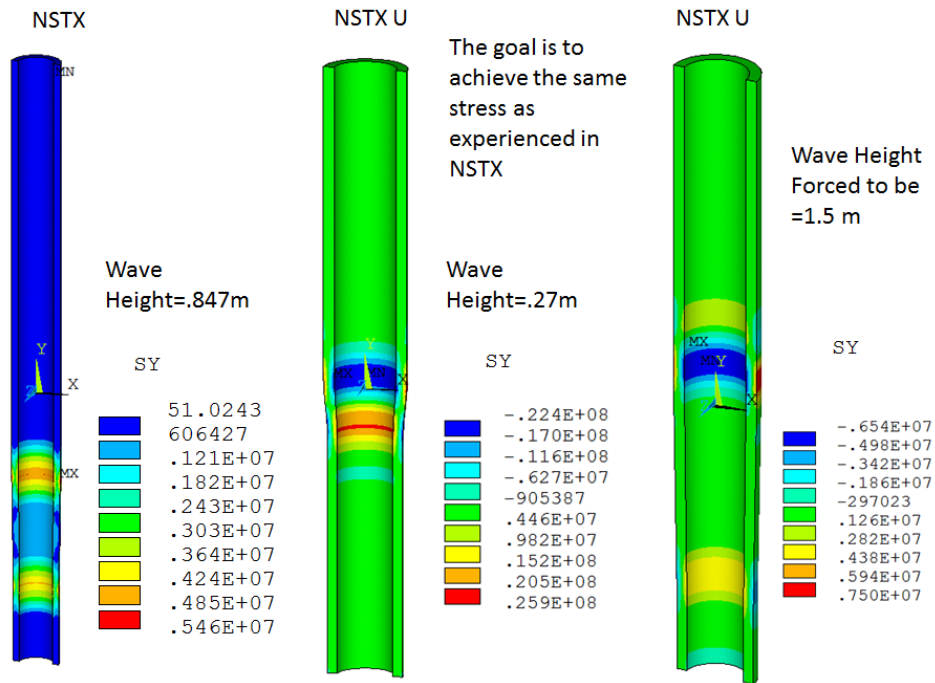 NSTX
NSTX U
NSTX U
The goal is to
achieve the same
stress as
experienced in
NSTX
Wave Height
Forced to be
=1.5 m
Wave
Height=.847m
Wave
Height=.27m
MN
Y
X
Z
MX
SY
51.0243
606427
.121E+07
.182E+07
.243E+07
.303E+07
.364E+07
.424E+07
.485E+07
.546E+07
Y
MX
MN
X
SY
-.224E+08
-.170E+08
-.116E+08
-.627E+07
-905387
.446E+07
.982E+07
.152E+08
.205E+08
.259E+08
MX
Y
X
SY
-.654E+07
-.498E+07
-.342E+07
-.186E+07
-297023
.126E+07
.282E+07
.438E+07
.594E+07
.750E+07